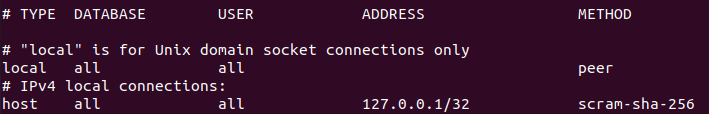 # TYPE  DATABASE        USER            ADDRESS                 METHOD
# "local" is for Unix domain socket connections only
local   all             all                                     peer
# IPv4 local connections:
host    all             all             127.0.0.1/32            scram-sha-256